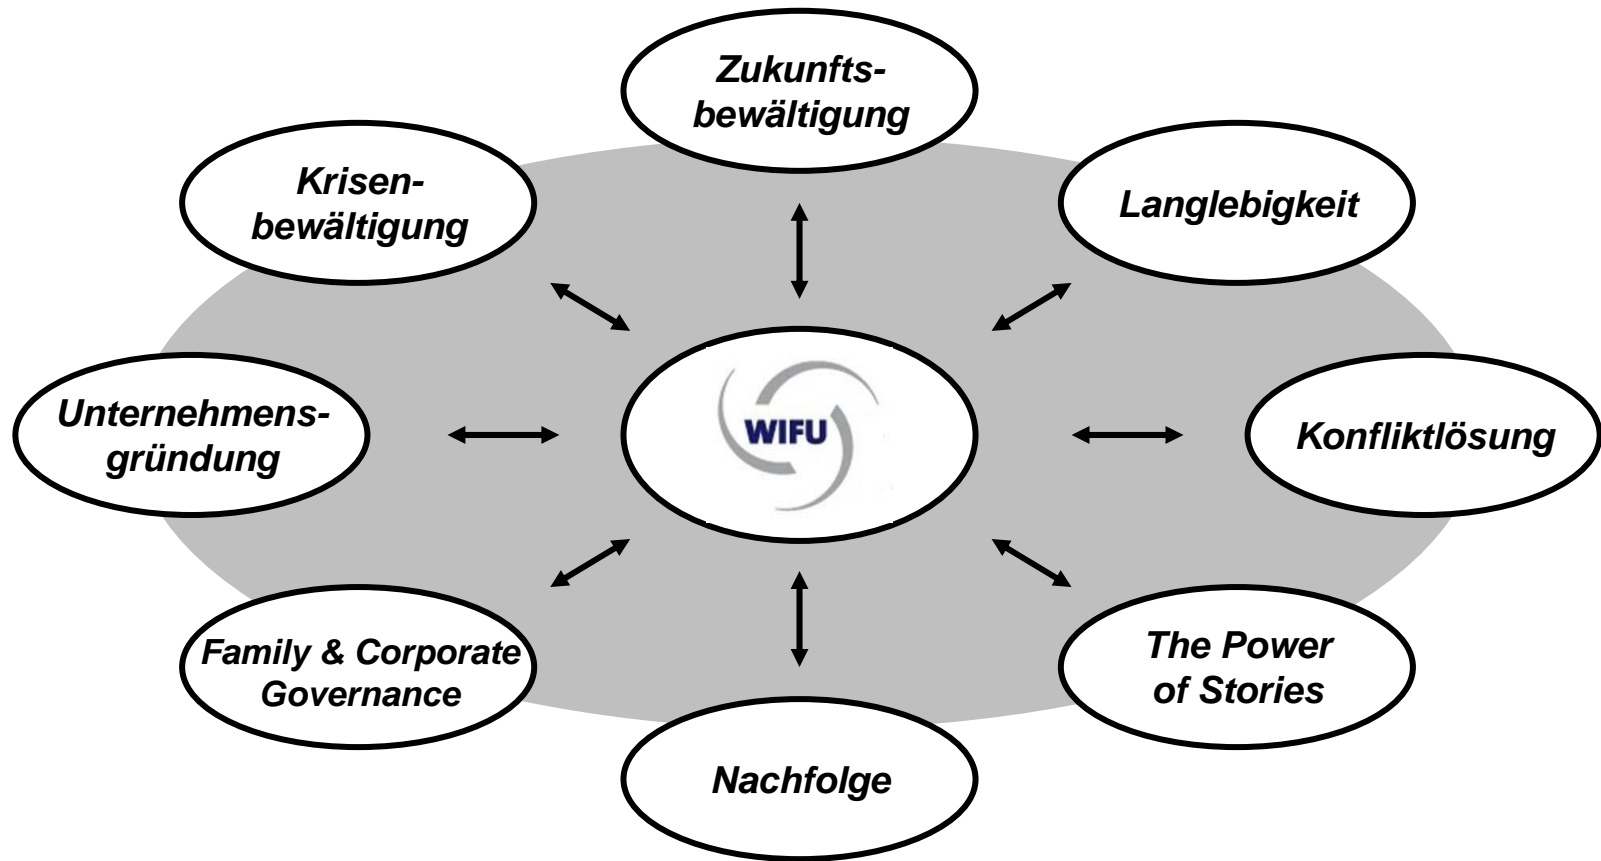 Zukunfts-
bewältigung
Krisen-
bewältigung
Langlebigkeit
Unternehmens-
gründung
WIFU
Konfliktlösung
Family & Corporate
Governance
The Power
of Stories
Nachfolge